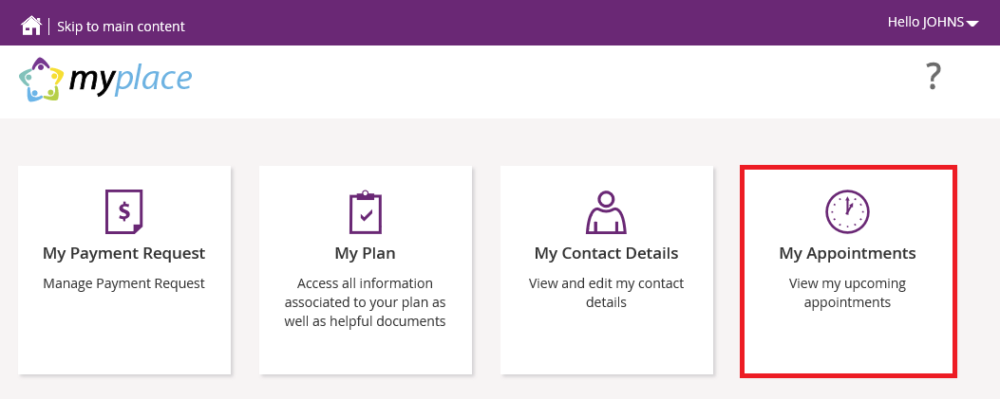 Skip to main content
Hello JOHNS
myplace
?
My Payment Request
Manage Payment Request
My Plan
Access all information
associated to your plan as
well as helpful documents
My Contact Details
View and edit my contact
details
My Appointments
View my upcoming
appointments